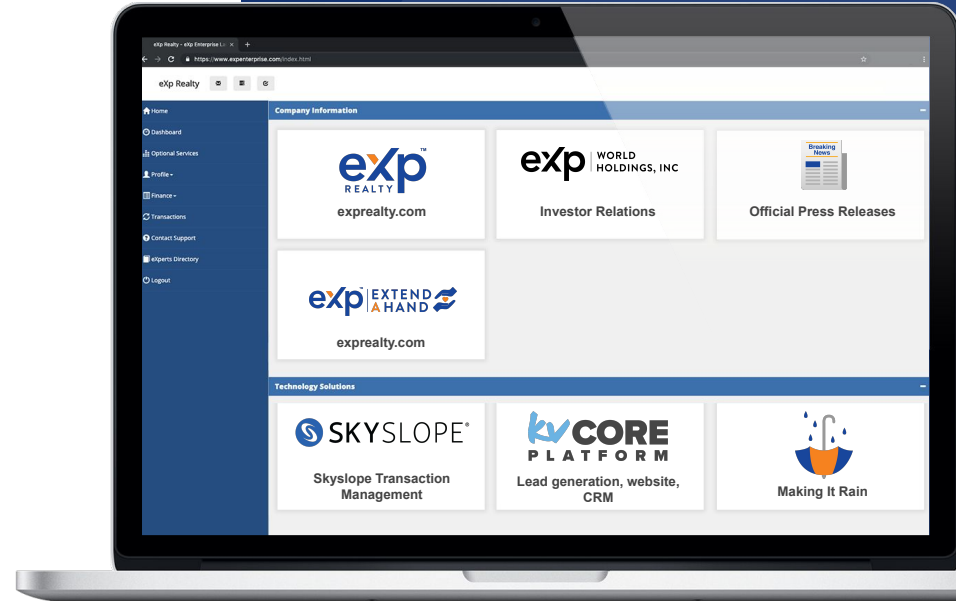 eXp Realty - eXp Enterprise La
https://www.expenterprise.com/index.html
eXp Realty
Home
Dashboard
Optional Services
Profile
Finance
Transactions
Contact Support
eXperts Directory
Logout
Company Information
eXp™
REALTY
exprealty.com
eXp WORLD
HOLDINGS, INC
Investor Relations
Breaking
News
Official Press Releases
eXp™ EXTEND
A HAND
exprealty.com
Technology Solutions
S SKYSLOPE®
Skyslope Transaction
Management
kvCORE
PLATFORM
Lead generation, website,
CRM
Making It Rain